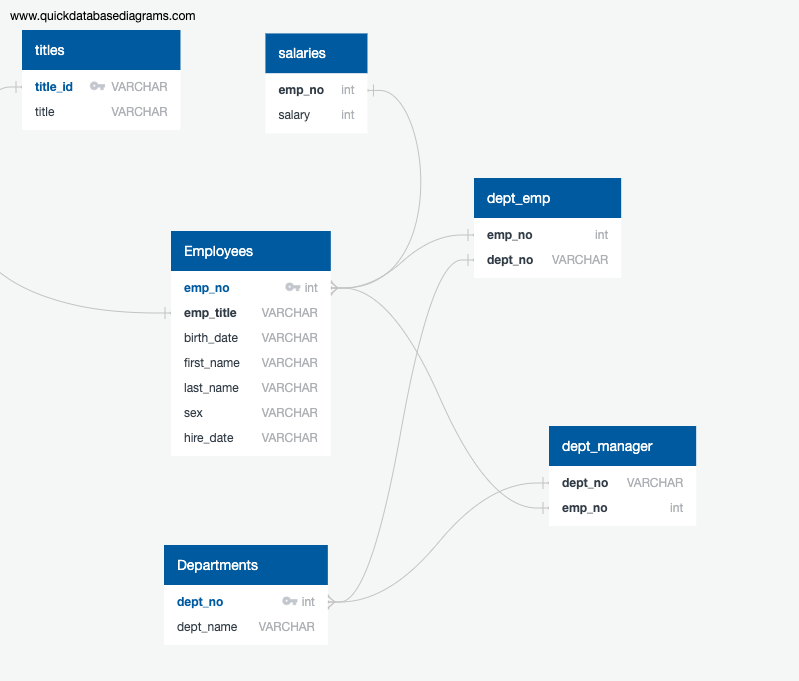 www.quickdatabasediagrams.com
titles
title_id VARCHAR
title VARCHAR
salaries
emp_no int
salary int
dept_emp
emp_no int
dept_no VARCHAR
Employees
emp_no int
emp_title VARCHAR
birth_date VARCHAR
first_name VARCHAR
last_name VARCHAR
sex VARCHAR
hire_date VARCHAR
dept_manager
dept_no VARCHAR
emp_no int
Departments
dept_no int
dept_name VARCHAR